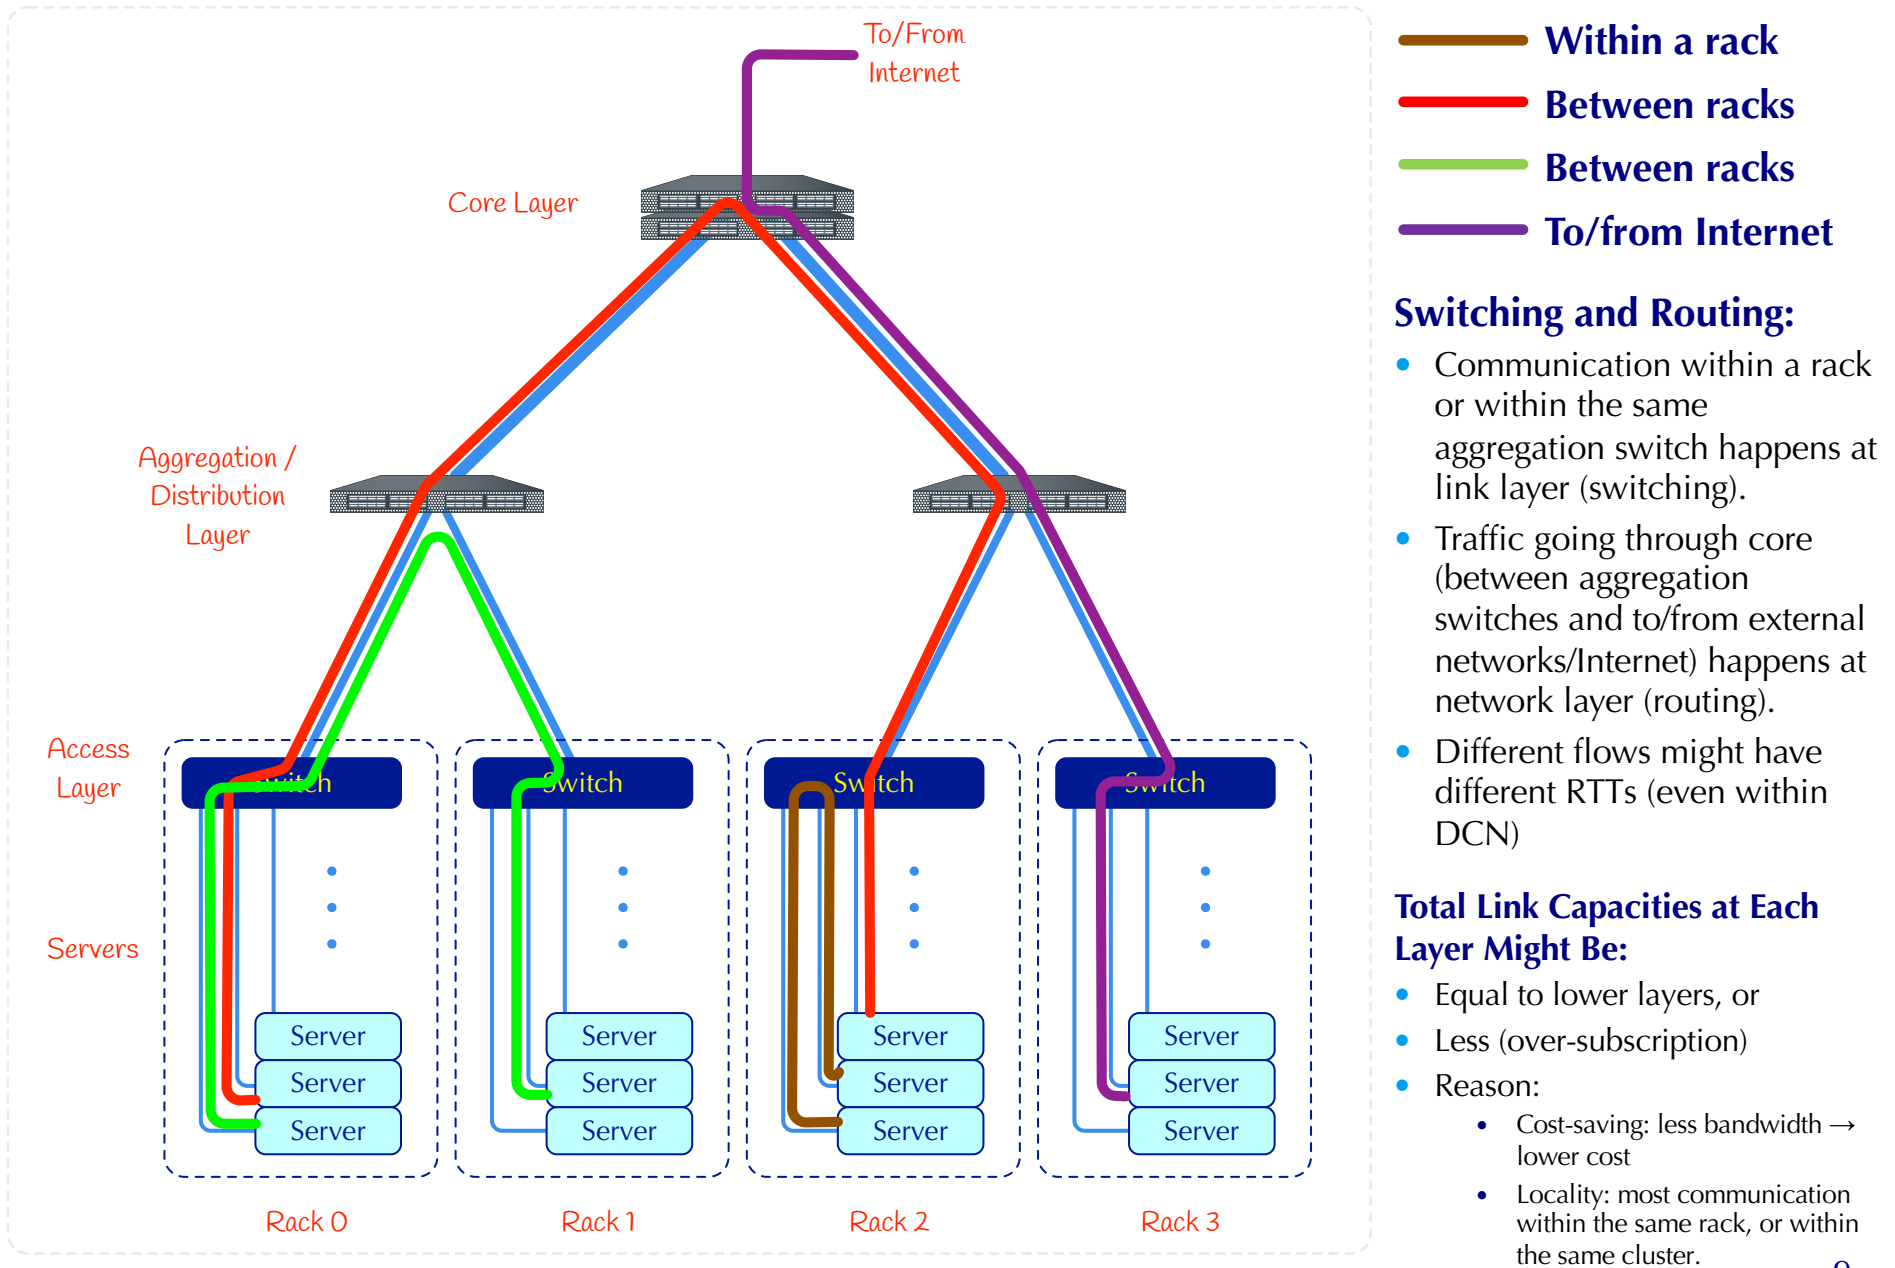 To/From
Internet
Core Layer
Aggregation /
Distribution
Layer
Access
Layer
Switch
Switch
Switch
Switch
Servers
Server
Server
Server
Server
Server
Server
Server
Server
Server
Server
Server
Server
Rack 0
Rack 1
Rack 2
Rack 3
Within a rack
Between racks
Between racks
To/from Internet
Switching and Routing:
• Communication within a rack
or within the same
aggregation switch happens at
link layer (switching).
• Traffic going through core
(between aggregation
switches and to/from external
networks/Internet) happens at
network layer (routing).
• Different flows might have
different RTTs (even within
DCN)
Total Link Capacities at Each
Layer Might Be:
• Equal to lower layers, or
• Less (over-subscription)
• Reason:
• Cost-saving: less bandwidth →
lower cost
• Locality: most communication
within the same rack, or within
the same cluster.